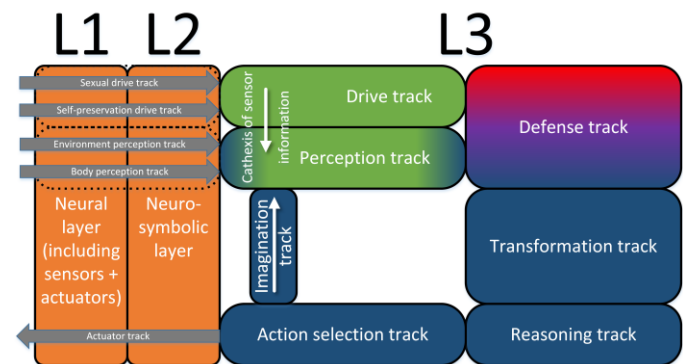 L1
L2
L3
Sexual drive track
Self-preservation drive track
Environment perception track
Body perception track
Neural
layer
(including
sensors +
actuators)
Neuro-
symbolic
layer
Actuator track
Cathexis of sensor
information
Drive track
Perception track
Imagination
track
Action selection track
Defense track
Transformation track
Reasoning track